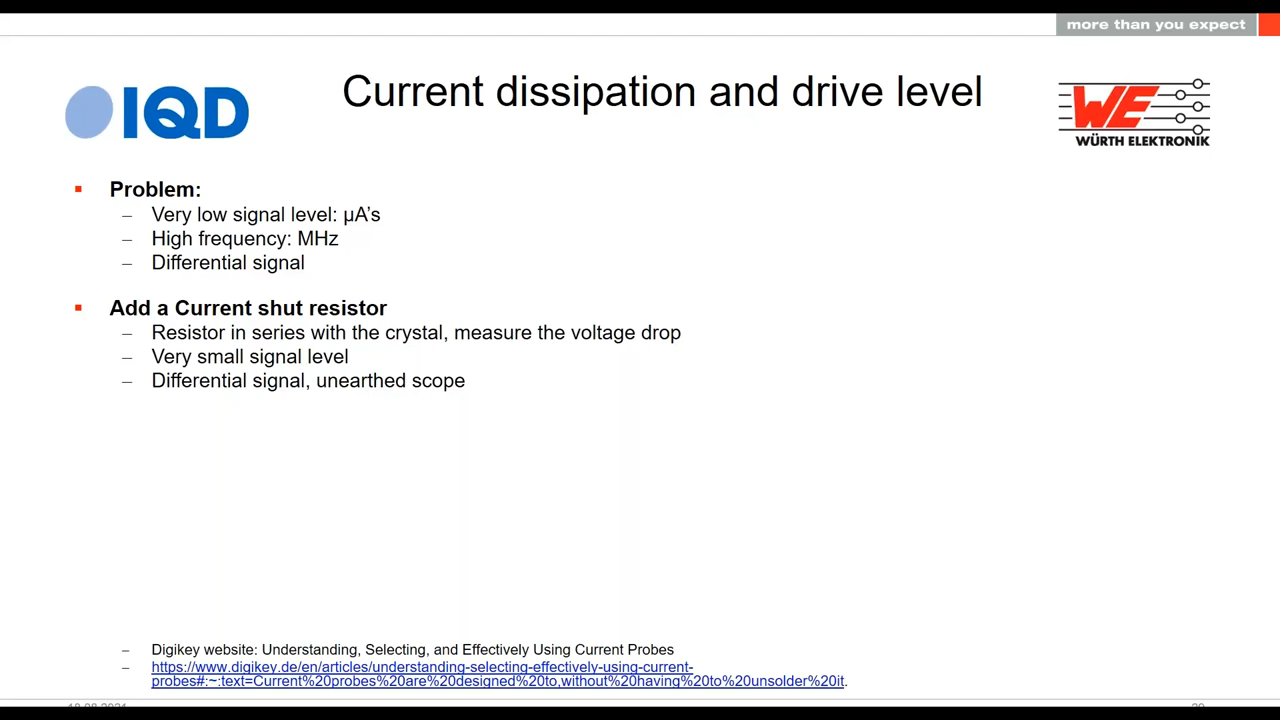 more than you expect
IQD
Current dissipation and drive level
WE
WÜRTH ELEKTRONIK
Problem:
– Very low signal level: µA’s
– High frequency: MHz
– Differential signal
Add a Current shut resistor
– Resistor in series with the crystal, measure the voltage drop
– Very small signal level
– Differential signal, unearthed scope
– Digikey website: Understanding, Selecting, and Effectively Using Current Probes
– https://www.digikey.de/en/articles/understanding-selecting-effectively-using-current-
probes#:~:text=Current%20probes%20are%20designed%20to,without%20having%20to%20unsolder%20it.